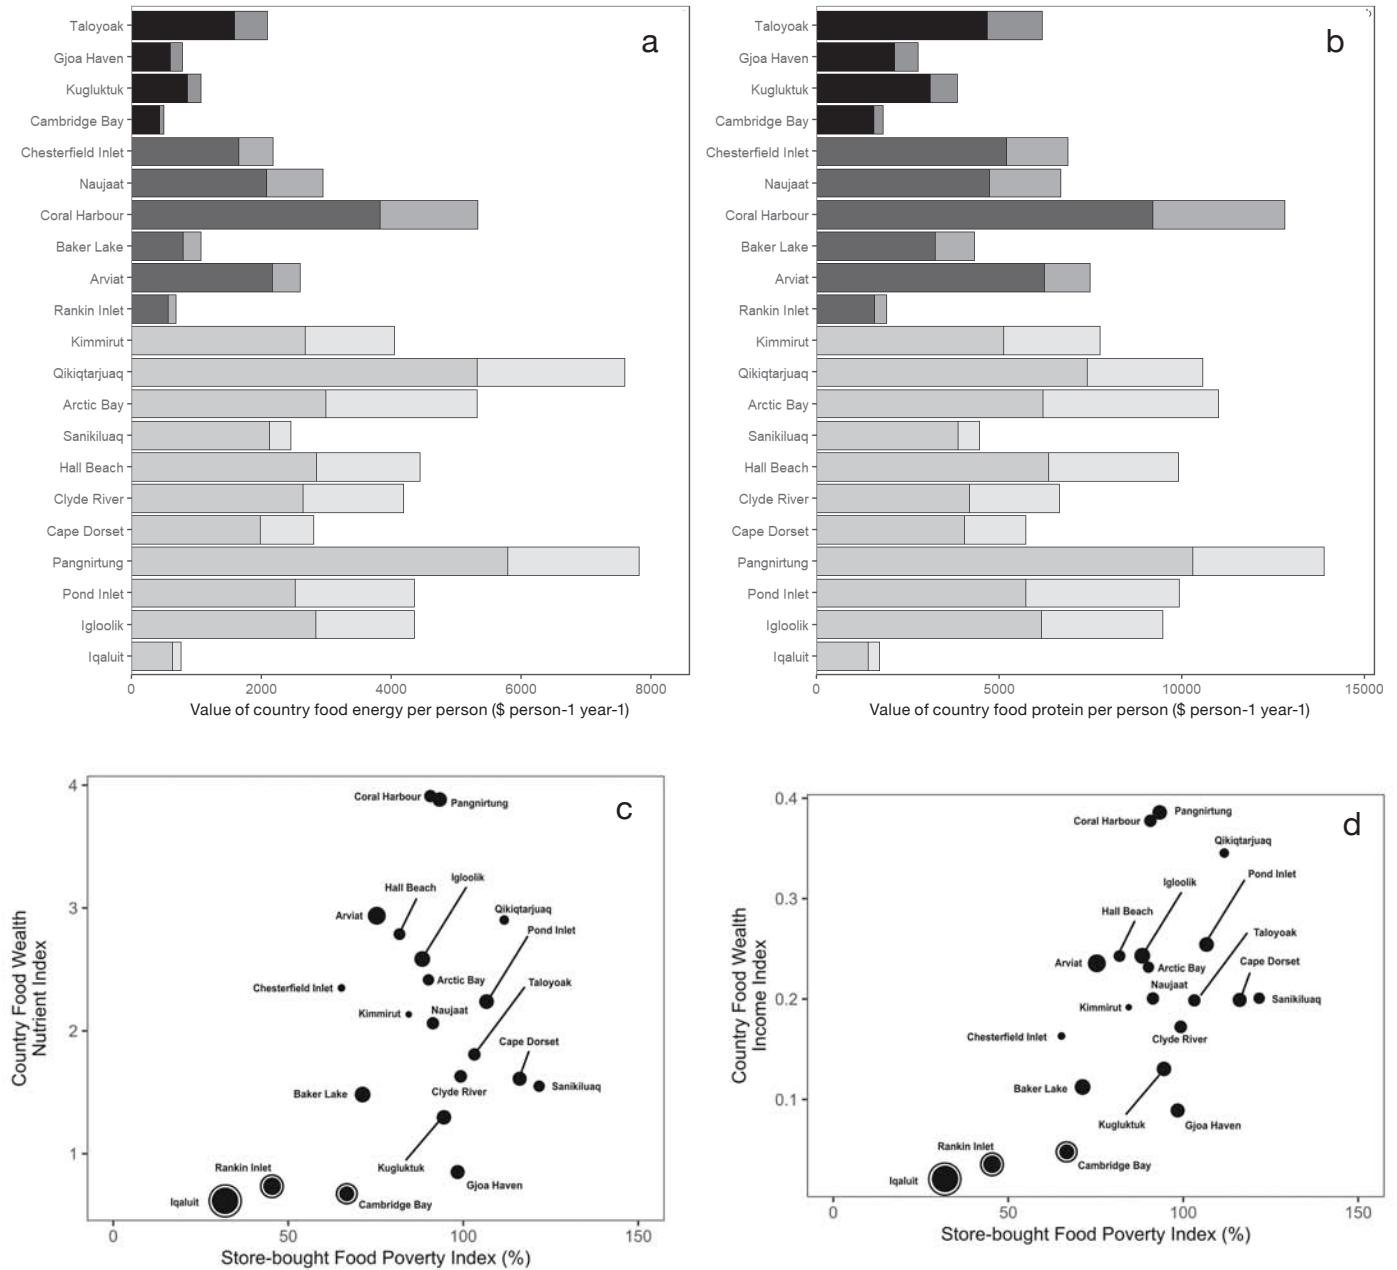 a
Taloyoak
Gjoa Haven
Kugluktuk
Cambridge Bay
Chesterfield Inlet
Naujaat
Coral Harbour
Baker Lake
Arviat
Rankin Inlet
Kimmirut
Qikiqtarjuaq
Arctic Bay
Sanikiluaq
Hall Beach
Clyde River
Cape Dorset
Pangnirtung
Pond Inlet
Igloolik
Iqaluit
0 2000 4000 6000 8000
Value of country food energy per person ($ person-1 year-1)
b
Taloyoak
Gjoa Haven
Kugluktuk
Cambridge Bay
Chesterfield Inlet
Naujaat
Coral Harbour
Baker Lake
Arviat
Rankin Inlet
Kimmirut
Qikiqtarjuaq
Arctic Bay
Sanikiluaq
Hall Beach
Clyde River
Cape Dorset
Pangnirtung
Pond Inlet
Igloolik
Iqaluit
0 5000 10000 15000
Value of country food protein per person ($ person-1 year-1)
c
Country Food Wealth
Nutrient Index
4
3
2
1
Coral Harbour
Pangnirtung
Igloolik
Hall Beach
Arviat
Qikiqtarjuaq
Pond Inlet
Arctic Bay
Taloyoak
Chesterfield Inlet
Kimmirut
Naujaat
Cape Dorset
Sanikiluaq
Clyde River
Baker Lake
Kugluktuk
Rankin Inlet
Gjoa Haven
Iqaluit
Cambridge Bay
0 50 100 150
Store-bought Food Poverty Index (%)
d
Country Food Wealth
Income Index
0.4
0.3
0.2
0.1
Pangnirtung
Coral Harbour
Qikiqtarjuaq
Pond Inlet
Igloolik
Hall Beach
Taloyoak
Arviat
Arctic Bay
Cape Dorset
Naujaat
Sanikiluaq
Kimmirut
Chesterfield Inlet
Clyde River
Baker Lake
Kugluktuk
Gjoa Haven
Rankin Inlet
Cambridge Bay
Iqaluit
0 50 100 150
Store-bought Food Poverty Index (%)